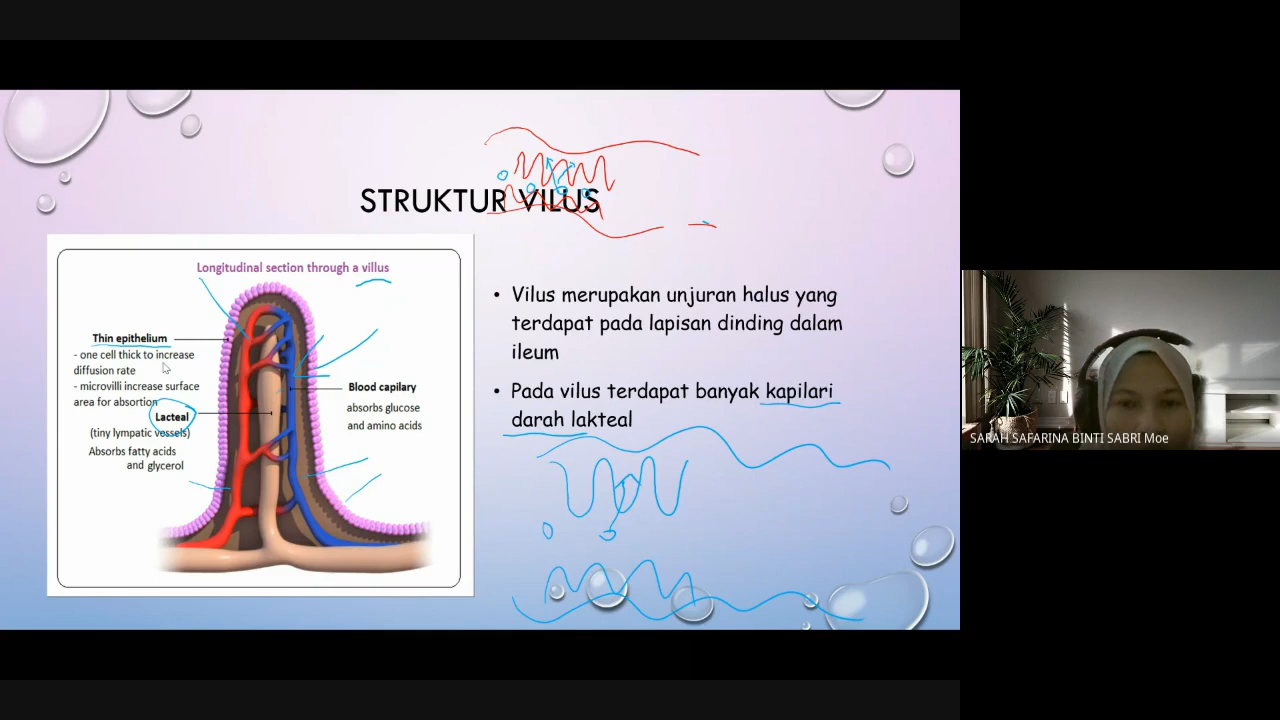 STRUKTUR VILUS
Longitudinal section through a villus
Thin epithelium
- one cell thick to increase
diffusion rate
- microvilli increase surface
area for absortion
Lacteal
(tiny lympatic vessels)
Absorbs fatty acids
and glycerol
Blood capilary
absorbs glucose
and amino acids
• Vilus merupakan unjuran halus yang
terdapat pada lapisan dinding dalam
ileum
• Pada vilus terdapat banyak kapilari
darah lakteal
SARAH SAFARINA BINTI SABRI Moe